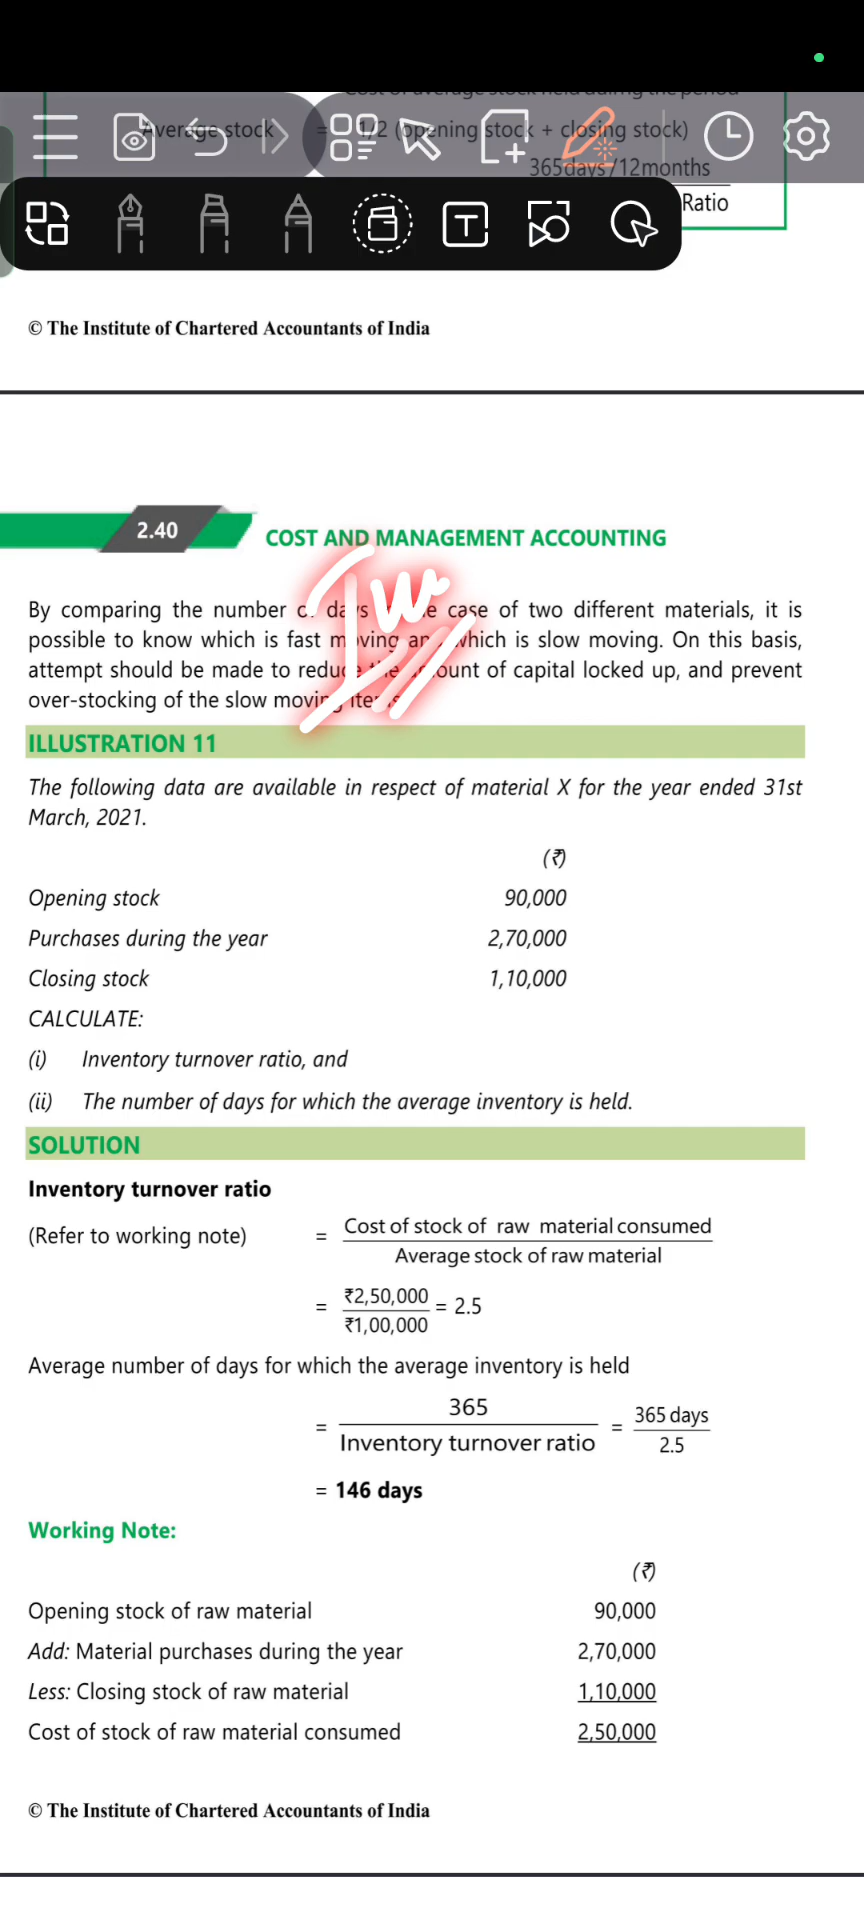 Average stock = 1/2 (opening stock + closing stock)
365days/12months
Ratio
T
© The Institute of Chartered Accountants of India
2.40 COST AND MANAGEMENT ACCOUNTING
By comparing the number days case of two different materials, it is
possible to know which is fast moving which is slow moving. On this basis,
attempt should be made to reduce the amount of capital locked up, and prevent
over-stocking of the slow moving items
ILLUSTRATION 11
The following data are available in respect of material X for the year ended 31st
March, 2021.
(₹)
Opening stock 90,000
Purchases during the year 2,70,000
Closing stock 1,10,000
CALCULATE:
(i) Inventory turnover ratio, and
(ii) The number of days for which the average inventory is held.
SOLUTION
Inventory turnover ratio
(Refer to working note) = Cost of stock of raw material consumed
Average stock of raw material
= ₹2,50,000 = 2.5
₹1,00,000
Average number of days for which the average inventory is held
= 365 = 365 days
Inventory turnover ratio 2.5
= 146 days
Working Note:
(₹)
Opening stock of raw material 90,000
Add: Material purchases during the year 2,70,000
Less: Closing stock of raw material 1,10,000
Cost of stock of raw material consumed 2,50,000
© The Institute of Chartered Accountants of India